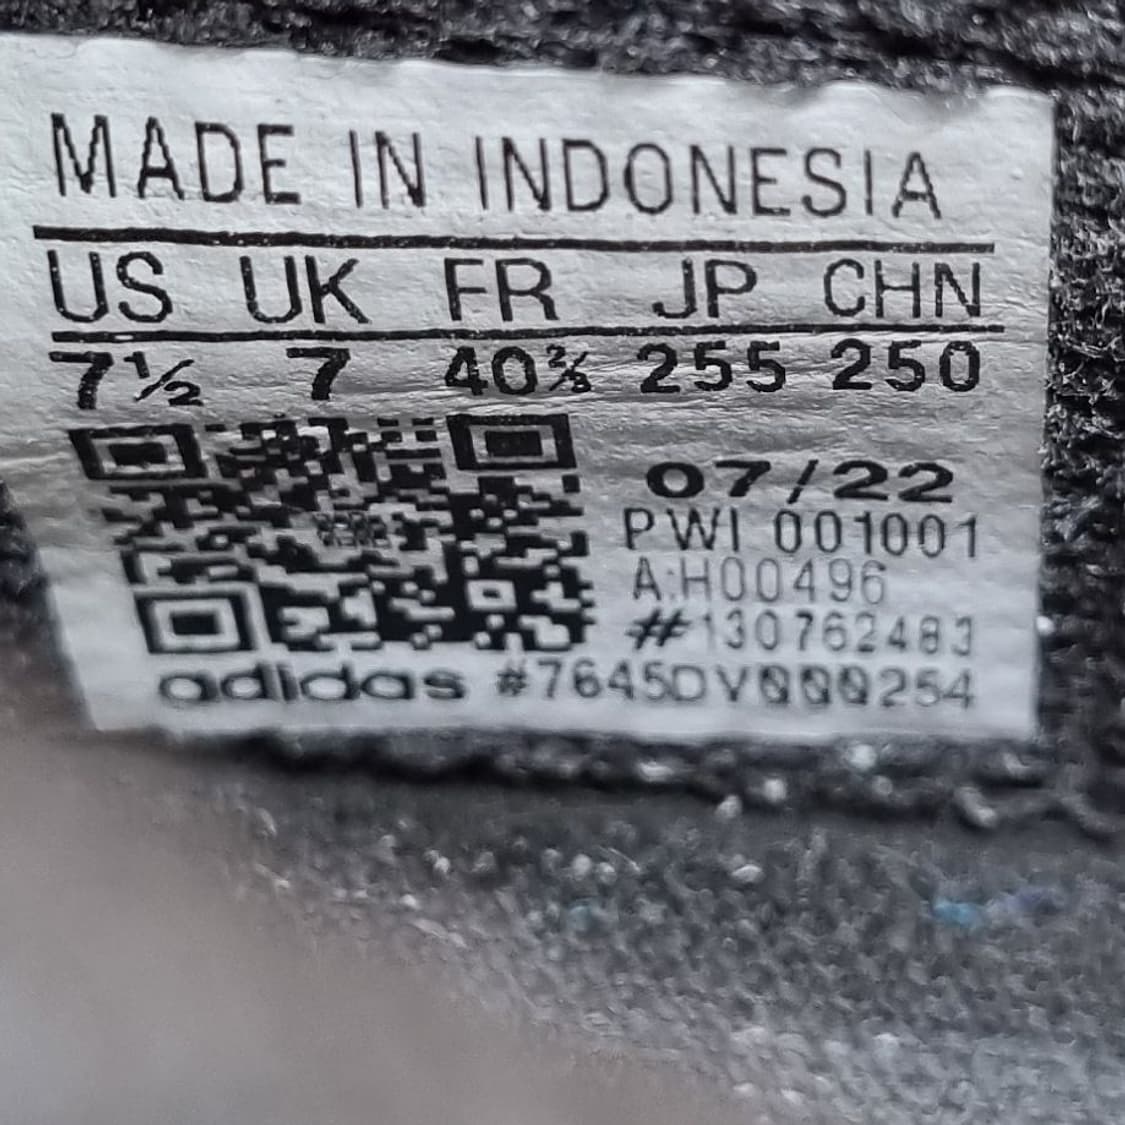 MADE IN INDONESIA
US UK FR JP CHN
7½ 7 40⅔ 255 250
07/22
PWI 001001
A:H00496
#130762483
adidas #7645DV000254